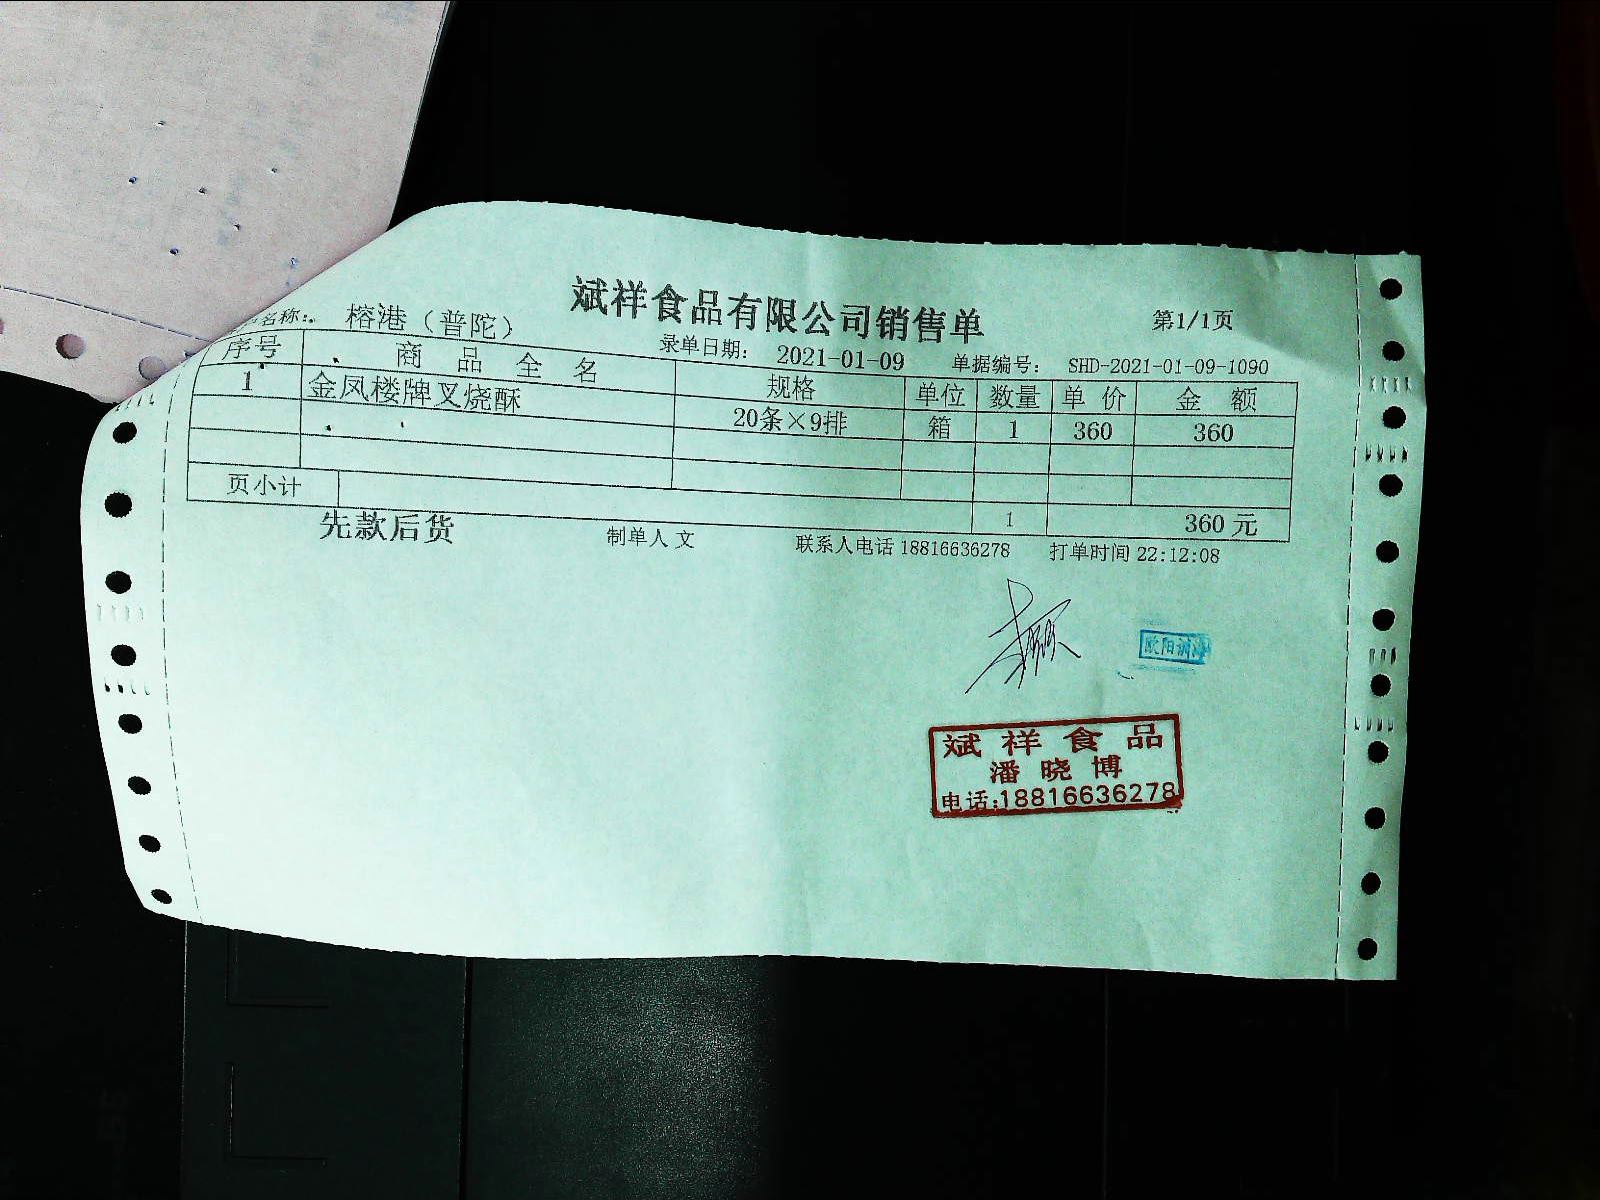 斌祥食品有限公司销售单
第1/1页
名称: 榕港（普陀） 录单日期: 2021-01-09 单据编号: SHD-2021-01-09-1090
序号 商品全名 规格 单位 数量 单价 金额
1 金凤楼牌叉烧酥 20条×9排 箱 1 360 360
页小计 1 360 元
先款后货 制单人 文 联系人电话 18816636278 打单时间 22:12:08
欧阳
斌祥食品
潘晓博
电话:18816636278